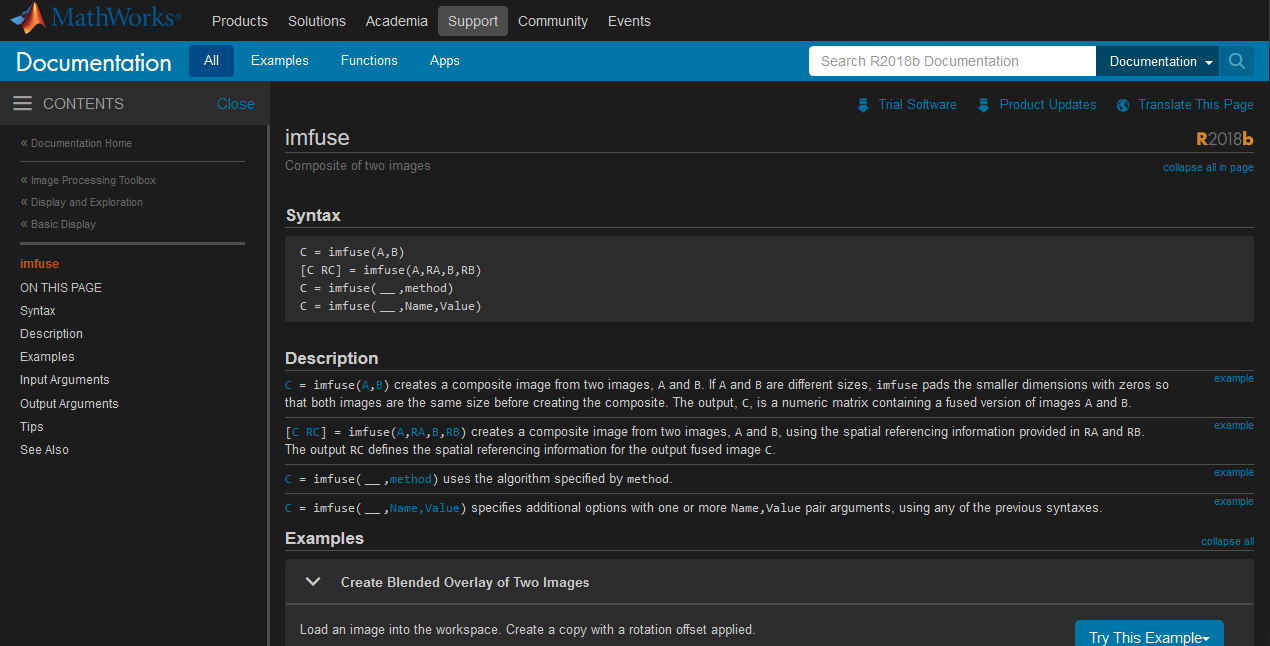 MathWorks®
Products Solutions Academia Support Community Events
Documentation All Examples Functions Apps Search R2018b Documentation Documentation
CONTENTS Close
Trial Software Product Updates Translate This Page
« Documentation Home
« Image Processing Toolbox
« Display and Exploration
« Basic Display
imfuse
ON THIS PAGE
Syntax
Description
Examples
Input Arguments
Output Arguments
Tips
See Also
imfuse
R2018b
Composite of two images
collapse all in page
Syntax
C = imfuse(A,B)
[C RC] = imfuse(A,RA,B,RB)
C = imfuse(__,method)
C = imfuse(__,Name,Value)
Description
C = imfuse(A,B) creates a composite image from two images, A and B. If A and B are different sizes, imfuse pads the smaller dimensions with zeros so
example
that both images are the same size before creating the composite. The output, C, is a numeric matrix containing a fused version of images A and B.
[C RC] = imfuse(A,RA,B,RB) creates a composite image from two images, A and B, using the spatial referencing information provided in RA and RB.
example
The output RC defines the spatial referencing information for the output fused image C.
C = imfuse(__,method) uses the algorithm specified by method.
example
C = imfuse(__,Name,Value) specifies additional options with one or more Name,Value pair arguments, using any of the previous syntaxes.
example
Examples
collapse all
Create Blended Overlay of Two Images
Load an image into the workspace. Create a copy with a rotation offset applied.
Try This Example